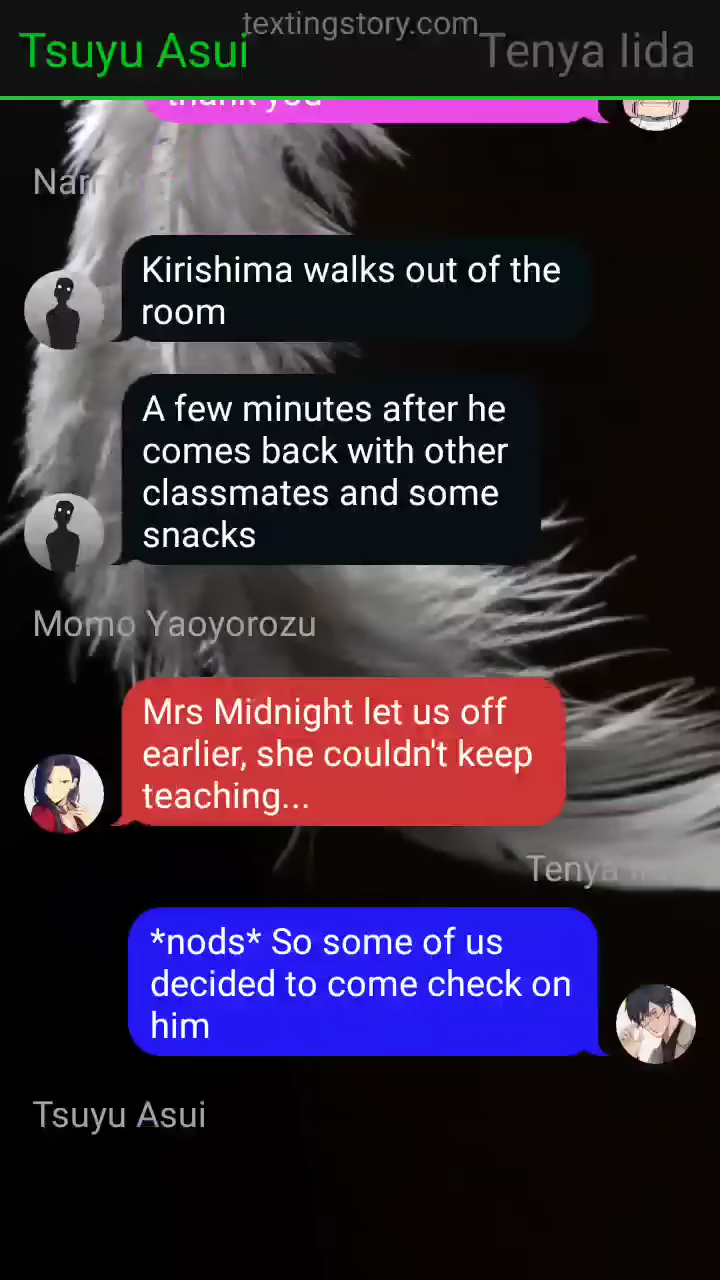 textingstory.com
Tsuyu Asui
Tenya Iida
thank you
Kirishima walks out of the
room
A few minutes after he
comes back with other
classmates and some
snacks
Momo Yaoyorozu
Mrs Midnight let us off
earlier, she couldn't keep
teaching...
Tenya
*nods* So some of us
decided to come check on
him
Tsuyu Asui